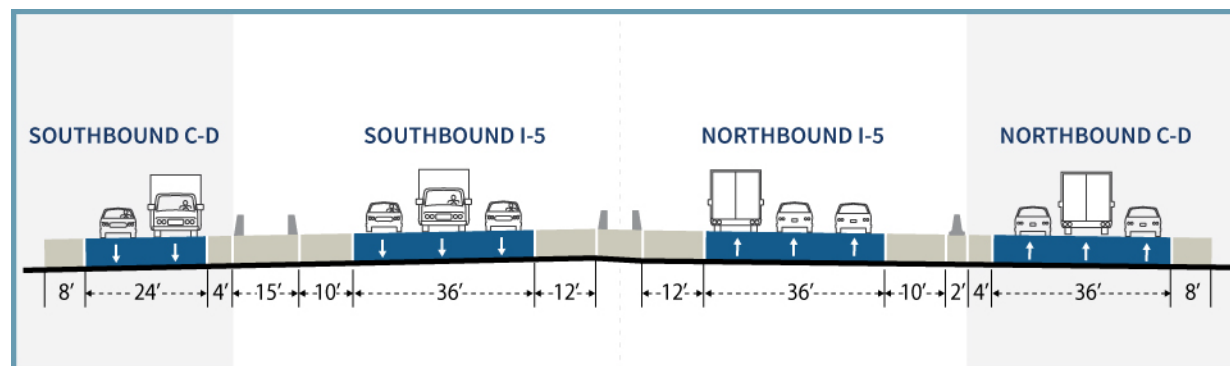 SOUTHBOUND C-D SOUTHBOUND I-5 NORTHBOUND I-5 NORTHBOUND C-D
8′ 24′ 4′ 15′ 10′ 36′ 12′ 12′ 36′ 10′ 2′ 4′ 36′ 8′